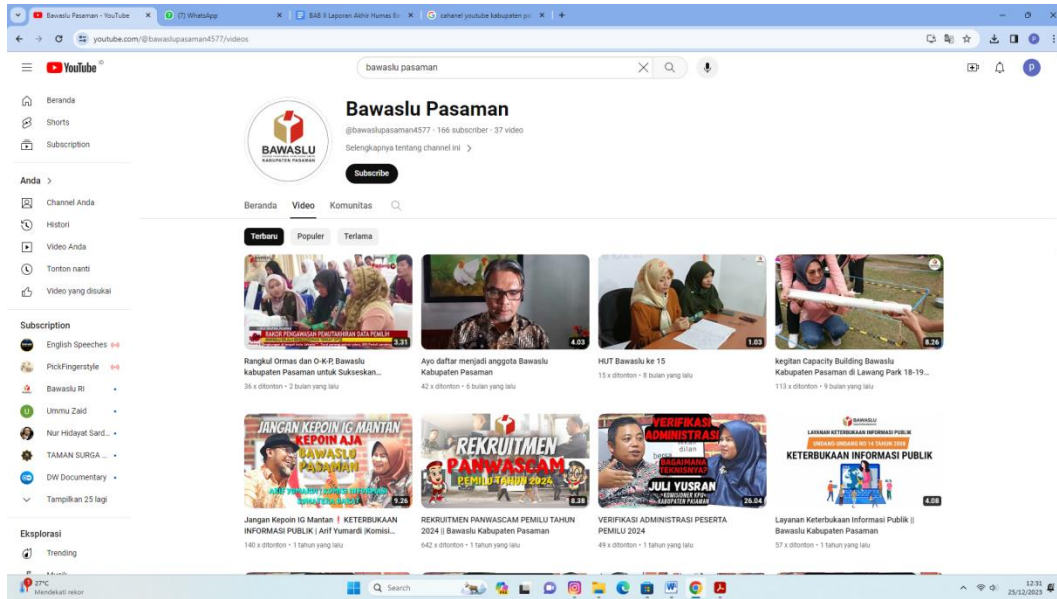 Bawaslu Pasaman - YouTube
(7) WhatsApp
BAB II Laporan Akhir Humas Ba
cahanel youtube kabupaten pa
youtube.com/@bawaslupasaman4577/videos
YouTube ID
bawaslu pasaman
P
Beranda
Shorts
Subscription
Anda
Channel Anda
Histori
Video Anda
Tonton nanti
Video yang disukai
Subscription
English Speeches
PickFingerstyle
Bawaslu RI
Ummu Zaid
Nur Hidayat Sard...
TAMAN SURGA ...
DW Documentary
Tampilkan 25 lagi
Eksplorasi
Trending
Musik
BAWASLU
KABUPATEN PASAMAN
Bawaslu Pasaman
@bawaslupasaman4577 · 166 subscriber · 37 video
Selengkapnya tentang channel ini
Subscribe
Beranda Video Komunitas
Terbaru Populer Terlama
RAKOR PENGAWASAN PEMUTAKHIRAN DATA PEMILIH
3.31
4.03
1.03
8.26
Rangkul Ormas dan O-K-P, Bawaslu
kabupaten Pasaman untuk Sukseskan...
36 x ditonton • 2 bulan yang lalu
Ayo daftar menjadi anggota Bawaslu
Kabupaten Pasaman
42 x ditonton • 6 bulan yang lalu
HUT Bawaslu ke 15
15 x ditonton • 8 bulan yang lalu
kegitan Capacity Building Bawaslu
Kabupaten Pasaman di Lawang Park 18-19...
113 x ditonton • 9 bulan yang lalu
JANGAN KEPOIN IG MANTAN
KEPOIN AJA
BAWASLU
PASAMAN
ARIF YUMARDI | KOMISI INFORMASI
SUMATERA BARAT
9.26
REKRUITMEN
PANWASCAM
PEMILU TAHUN 2024
8.38
VERIFIKASI
ADMINISTRASI
BAGAIMANA
TEKNISNYA?
JULI YUSRAN
KOMISIONER KPU
KABUPATEN PASAMAN
26.04
BAWASLU
LAYANAN KETERBUKAAN INFORMASI PUBLIK
UNDANG-UNDANG NO 14 TAHUN 2008
KETERBUKAAN INFORMASI PUBLIK
4.08
Jangan Kepoin IG Mantan ❗ KETERBUKAAN
INFORMASI PUBLIK | Arif Yumardi |Komisi...
140 x ditonton • 1 tahun yang lalu
REKRUITMEN PANWASCAM PEMILU TAHUN
2024 || Bawaslu Kabupaten Pasaman
642 x ditonton • 1 tahun yang lalu
VERIFIKASI ADMINISTRASI PESERTA
PEMILU 2024
49 x ditonton • 1 tahun yang lalu
Layanan Keterbukaan Informasi Publik ||
Bawaslu Kabupaten Pasaman
57 x ditonton • 1 tahun yang lalu
27°C
Mendekati rekor
Search
12:31
25/12/2023